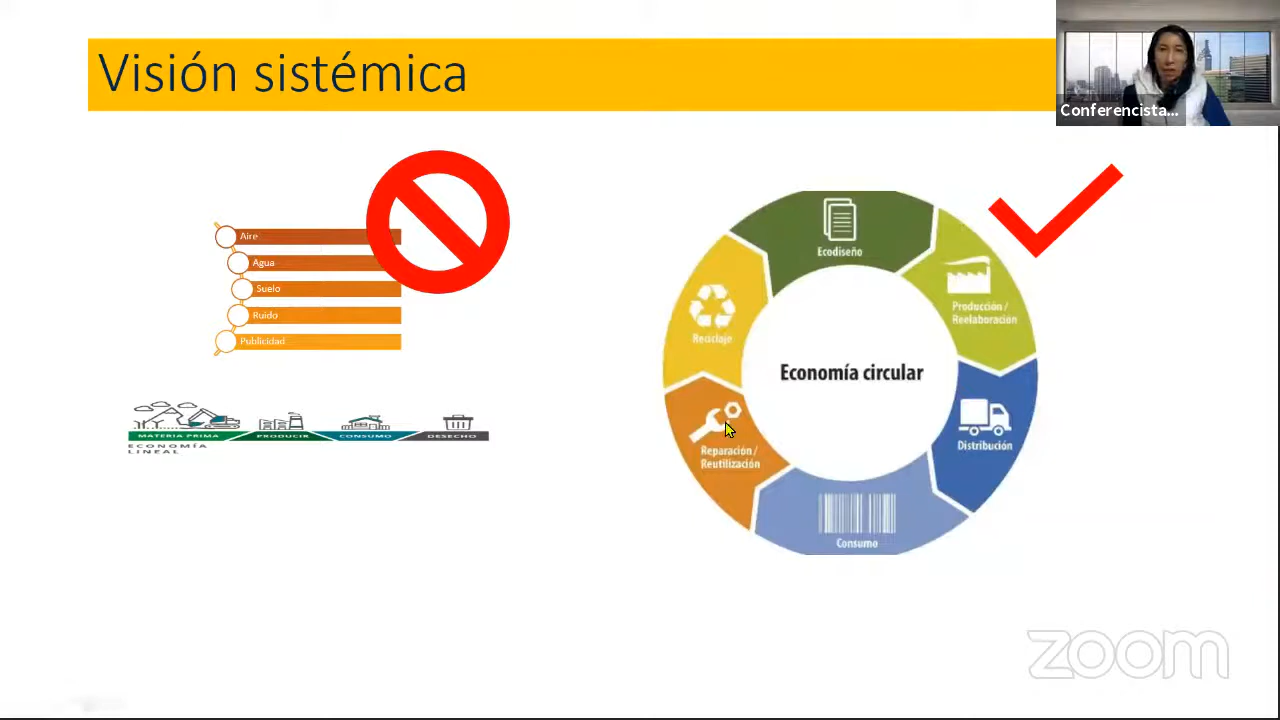 Visión sistémica
Conferencista...
Aire
Agua
Suelo
Ruido
Publicidad
MATERIA PRIMA
PRODUCIR
CONSUMO
DESECHO
ECONOMÍA
LINEAL
Ecodiseño
Producción /
Reelaboración
Distribución
Consumo
Reparación /
Reutilización
Reciclaje
Economía circular
zoom